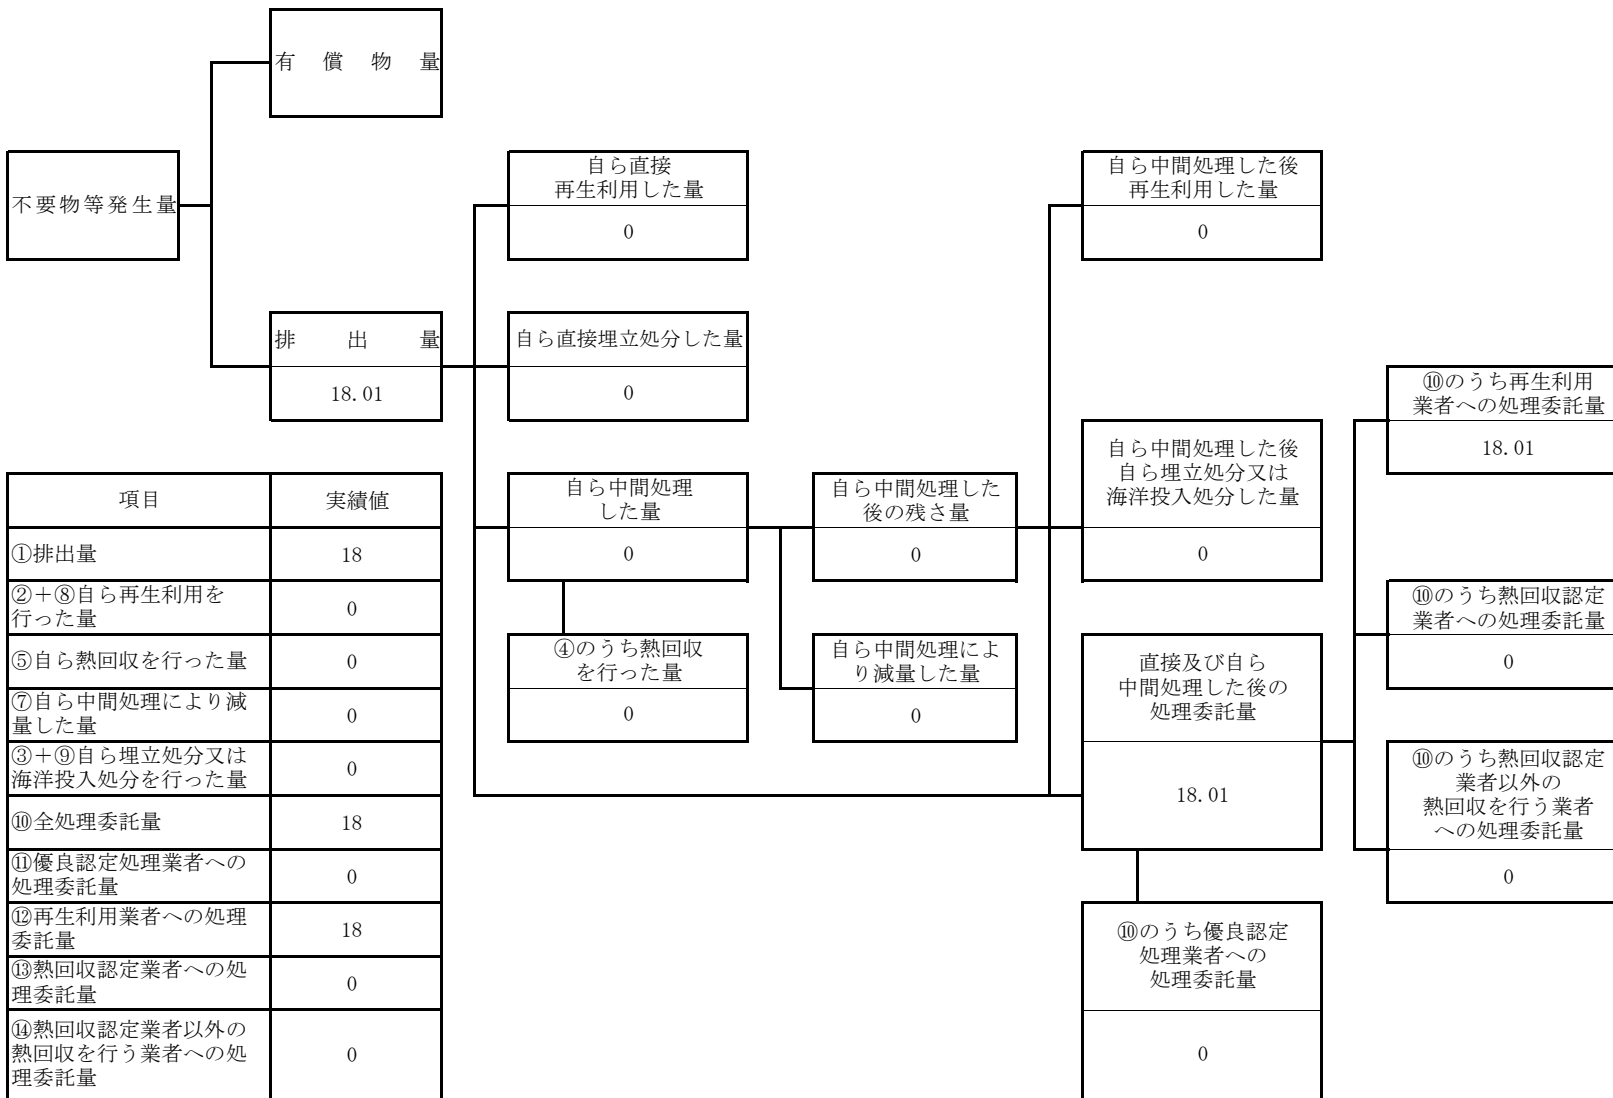 有償物量
不要物等発生量
自ら直接
再生利用した量
0
自ら中間処理した後
再生利用した量
0
排出量
18.01
自ら直接埋立処分した量
0
⑩のうち再生利用
業者への処理委託量
18.01
自ら中間処理した後
自ら埋立処分又は
海洋投入処分した量
0
自ら中間処理
した量
0
自ら中間処理した
後の残さ量
0
④のうち熱回収
を行った量
0
自ら中間処理によ
り減量した量
0
直接及び自ら
中間処理した後の
処理委託量
18.01
⑩のうち熱回収認定
業者への処理委託量
0
⑩のうち熱回収認定
業者以外の
熱回収を行う業者
への処理委託量
0
⑩のうち優良認定
処理業者への
処理委託量
0
項目 実績値
①排出量 18
②+⑧自ら再生利用を
行った量 0
⑤自ら熱回収を行った量 0
⑦自ら中間処理により減
量した量 0
③+⑨自ら埋立処分又は
海洋投入処分を行った量 0
⑩全処理委託量 18
⑪優良認定処理業者への
処理委託量 0
⑫再生利用業者への処理
委託量 18
⑬熱回収認定業者への処
理委託量 0
⑭熱回収認定業者以外の
熱回収を行う業者への処
理委託量 0